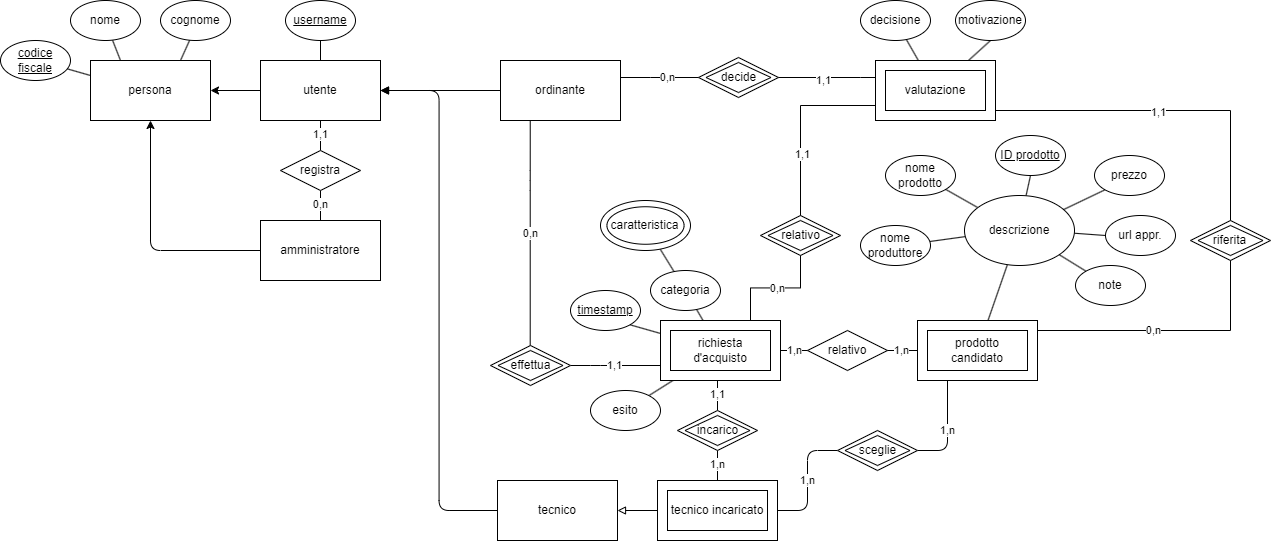 nome
cognome
username
decisione
motivazione
codice
fiscale
persona
utente
ordinante
0,n
decide
1,1
valutazione
1,1
1,1
registra
0,n
amministratore
1,1
nome
prodotto
ID prodotto
prezzo
nome
produttore
descrizione
url appr.
note
riferita
0,n
caratteristica
relativo
categoria
0,n
timestamp
richiesta
d'acquisto
1,n
relativo
1,n
prodotto
candidato
0,n
effettua
1,1
esito
1,1
incarico
1,n
sceglie
1,n
1,n
tecnico
tecnico incaricato